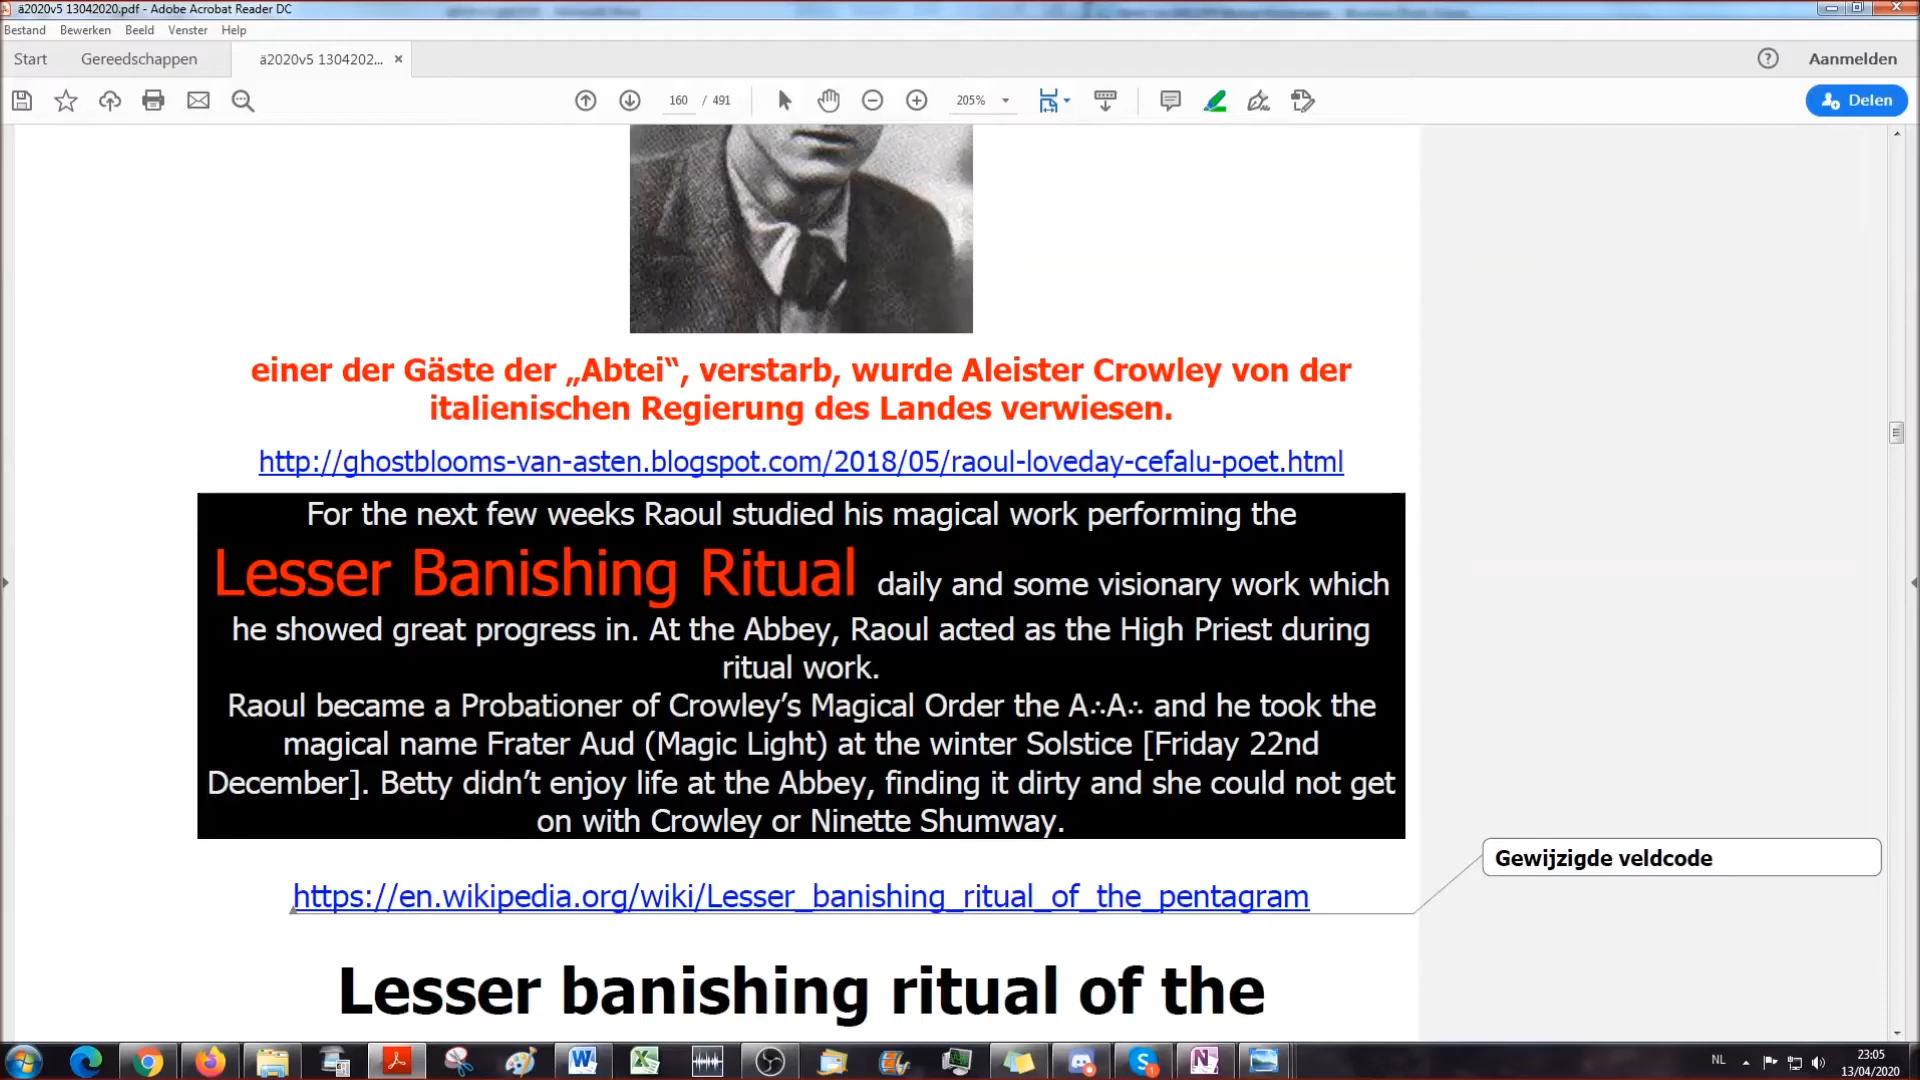 ä2020v5 13042020.pdf - Adobe Acrobat Reader DC
Bestand Bewerken Beeld Venster Help
Start Gereedschappen ä2020v5 1304202... × Aanmelden
160 / 491 205% Delen
einer der Gäste der „Abtei“, verstarb, wurde Aleister Crowley von der
italienischen Regierung des Landes verwiesen.
http://ghostblooms-van-asten.blogspot.com/2018/05/raoul-loveday-cefalu-poet.html
For the next few weeks Raoul studied his magical work performing the
Lesser Banishing Ritual daily and some visionary work which
he showed great progress in. At the Abbey, Raoul acted as the High Priest during
ritual work.
Raoul became a Probationer of Crowley’s Magical Order the A∴A∴ and he took the
magical name Frater Aud (Magic Light) at the winter Solstice [Friday 22nd
December]. Betty didn’t enjoy life at the Abbey, finding it dirty and she could not get
on with Crowley or Ninette Shumway.
Gewijzigde veldcode
https://en.wikipedia.org/wiki/Lesser_banishing_ritual_of_the_pentagram
Lesser banishing ritual of the
NL 23:05
13/04/2020